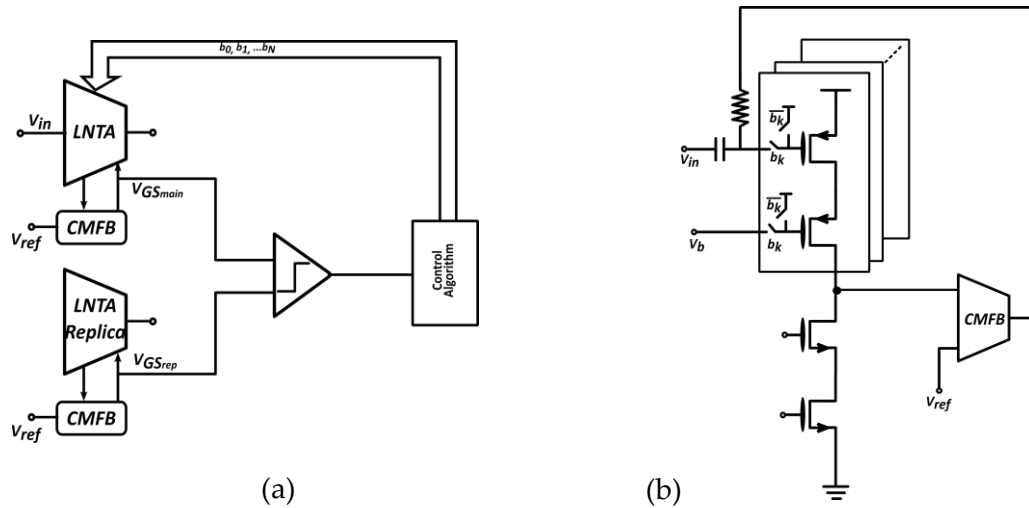 b0, b1, ...bN
Vin
LNTA
VGSmain
CMFB
Vref
LNTA
Replica
VGSrep
CMFB
Vref
Control
Algorithm
(a)
Vin
bk
bk
Vb
bk
bk
CMFB
Vref
(b)